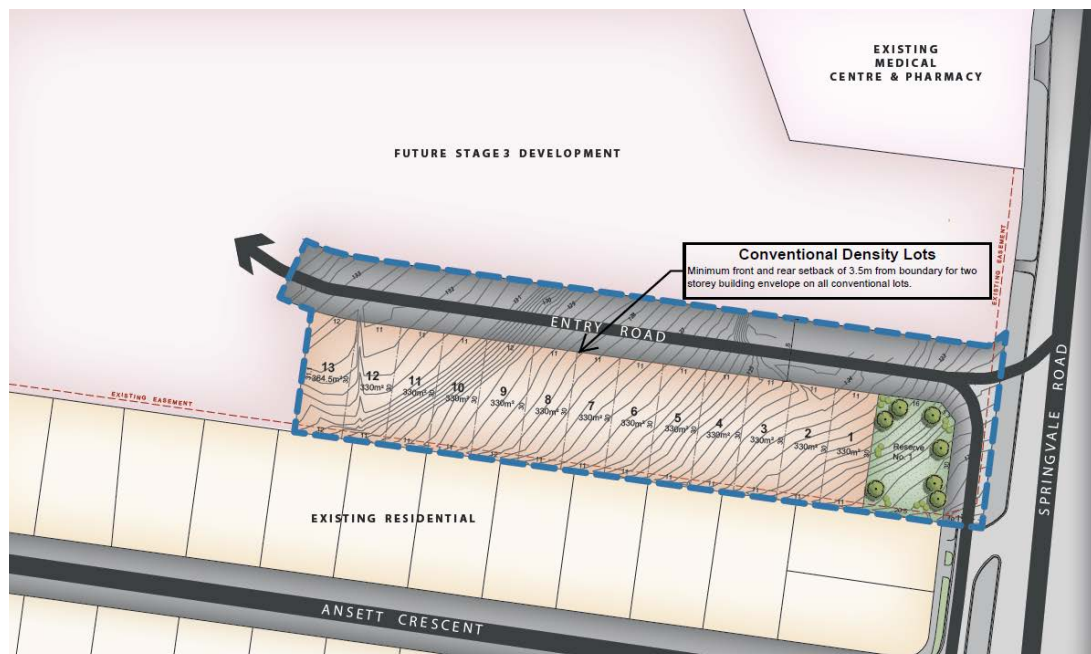 EXISTING
MEDICAL
CENTRE & PHARMACY
FUTURE STAGE 3 DEVELOPMENT
Conventional Density Lots
Minimum front and rear setback of 3.5m from boundary for two
storey building envelope on all conventional lots.
EXISTING EASEMENT
ENTRY ROAD
SPRINGVALE ROAD
13
364.5m²
12
330m²
11
330m²
10
330m²
9
330m²
8
330m²
7
330m²
6
330m²
5
330m²
4
330m²
3
330m²
2
330m²
1
330m²
Reserve
No. 1
EXISTING EASEMENT
EXISTING RESIDENTIAL
ANSETT CRESCENT